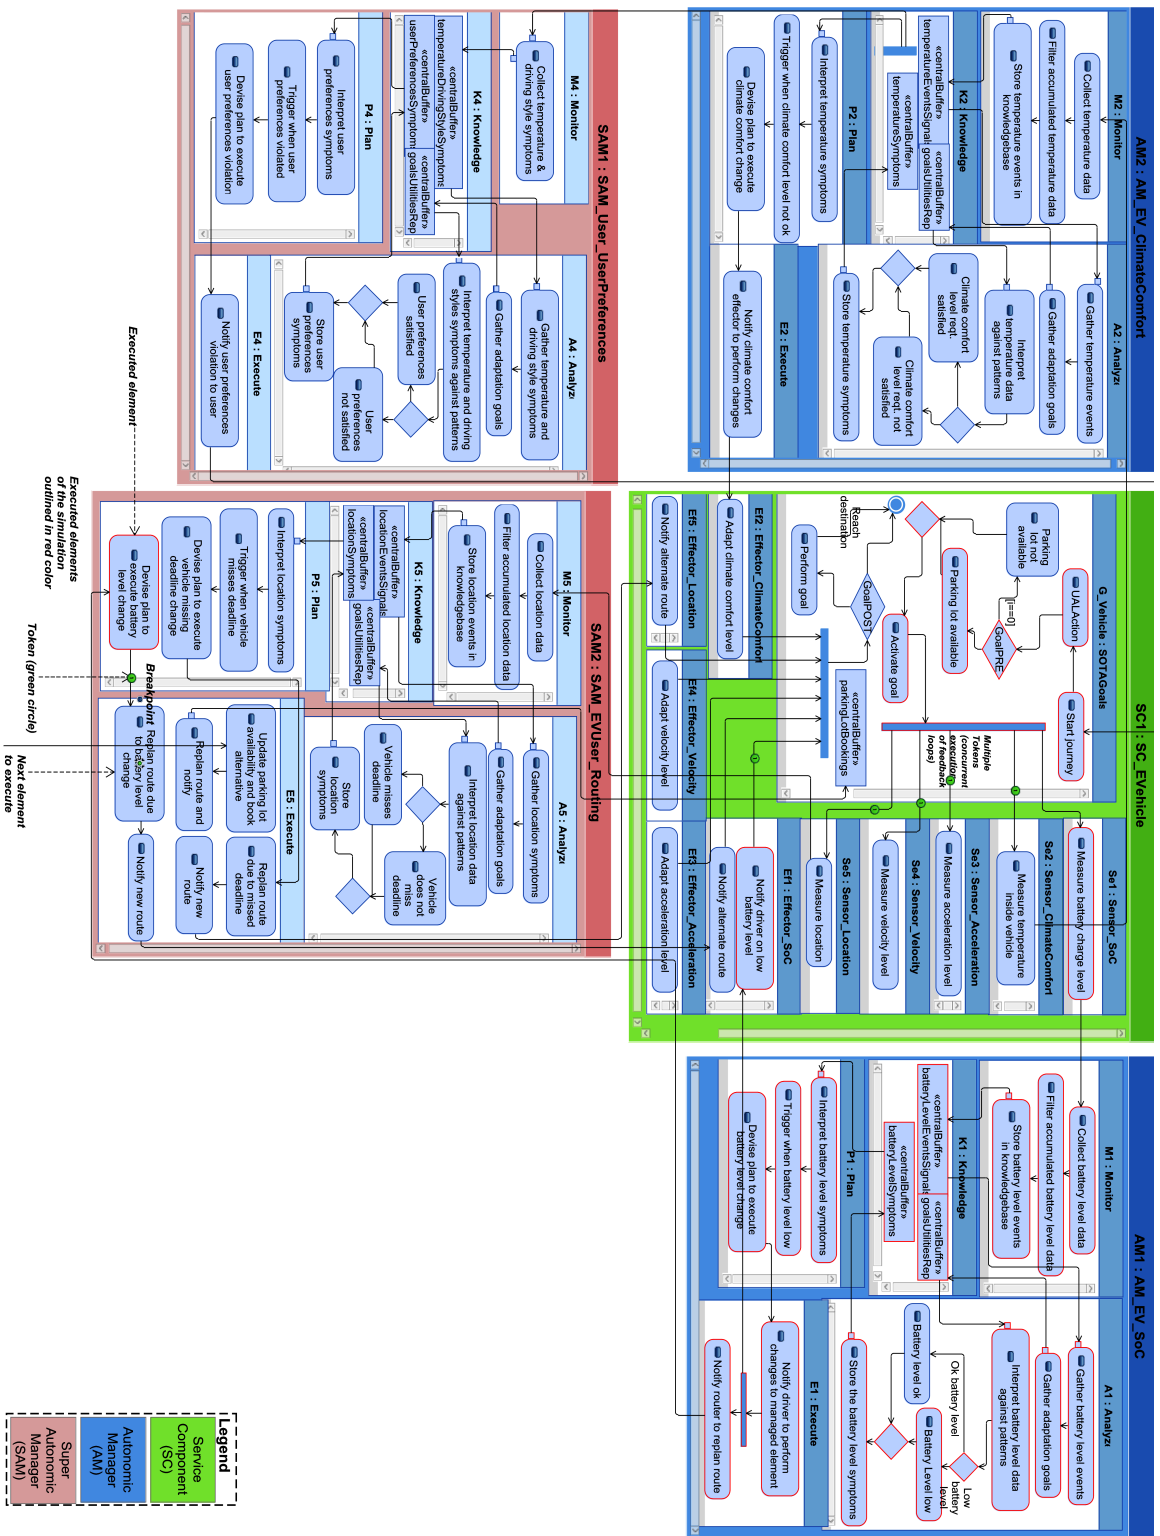 AM2 : AM_EV_ClimateComfort
M2 : Monitor
Collect temperature data
Filter accumulated temperature data
Store temperature events in
knowledgebase
K2 : Knowledge
«centralBuffer»
temperatureEventsSignal
«centralBuffer»
goalsUtilitiesRep
«centralBuffer»
temperatureSymptoms
P2 : Plan
Interpret temperature symptoms
Trigger when climate comfort level not ok
Devise plan to execute
climate comfort change
A2 : Analyze
Gather temperature events
Gather adaptation goals
Interpret
temperature data
against patterns
Climate comfort
level reqt.
satisfied
Climate comfort
level reqt. not
satisfied
Store temperature symptoms
E2 : Execute
Notify climate comfort
effector to perform changes
SAM1 : SAM_User_UserPreferences
M4 : Monitor
Collect temperature &
driving style symptoms
K4 : Knowledge
«centralBuffer»
temperatureDrivingStyleSymptoms
«centralBuffer»
userPreferencesSymptoms
«centralBuffer»
goalsUtilitiesRep
P4 : Plan
Interpret user
preferences symptoms
Trigger when user
preferences violated
Devise plan to execute
user preferences violation
A4 : Analyze
Gather temperature and
driving style symptoms
Gather adaptation goals
Interpret temperature and driving
styles symptoms against patterns
User preferences
satisfied
User
preferences
not satisfied
Store user
preferences
symptoms
E4 : Execute
Notify user preferences
violation to user
SC1 : SC_EVehicle
G_Vehicle : SOTAGoals
Start journey
UALAction
GoalPRE
[i==0]
Parking
lot not
available
Parking lot available
Activate goal
GoalPOST
Reach
destination
Perform goal
«centralBuffer»
parkingLotBookings
Multiple
Tokens
(concurrent
execution
of feedback
loops)
Se1 : Sensor_SoC
Measure battery charge level
Se2 : Sensor_ClimateComfort
Measure temperature
inside vehicle
Se3 : Sensor_Acceleration
Measure acceleration level
Se4 : Sensor_Velocity
Measure velocity level
Se5 : Sensor_Location
Measure location
Ef1 : Effector_SoC
Notify driver on low
battery level
Notify alternate route
Ef2 : Effector_ClimateComfort
Adapt climate comfort level
Ef5 : Effector_Location
Notify alternate route
Ef4 : Effector_Velocity
Adapt velocity level
Ef3 : Effector_Acceleration
Adapt acceleration level
SAM2 : SAM_EVUser_Routing
M5 : Monitor
Collect location data
Filter accumulated location data
Store location events in
knowledgebase
K5 : Knowledge
«centralBuffer»
locationEventsSignals
«centralBuffer»
locationSymptoms
«centralBuffer»
goalsUtilitiesRep
P5 : Plan
Interpret location symptoms
Trigger when vehicle
misses deadline
Devise plan to execute
vehicle missing
deadline change
Devise plan to
execute battery
level change
A5 : Analyze
Gather location symptoms
Gather adaptation goals
Interpret location data
against patterns
Vehicle misses
deadline
Vehicle
does not
miss
deadline
Store
location
symptoms
E5 : Execute
Update parking lot
availability and book
alternative
Replan route and
notify
Replan route due
to battery level
change
Replan route
due to missed
deadline
Notify new
route
Notify new route
Breakpoint
Executed element
Executed elements
of the simulation
outlined in red color
Token (green circle)
Next element
to execute
AM1 : AM_EV_SoC
M1 : Monitor
Collect battery level data
Filter accumulated battery level data
Store battery level events
in knowledgebase
K1 : Knowledge
«centralBuffer»
batteryLevelEventsSignals
«centralBuffer»
goalsUtilitiesRep
«centralBuffer»
batteryLevelSymptoms
P1 : Plan
Interpret battery level symptoms
Trigger when battery level low
Devise plan to execute
battery level change
A1 : Analyze
Gather battery level events
Gather adaptation goals
Interpret battery level data
against patterns
Ok battery level
Low
battery
level
Battery level ok
Battery Level low
Store the battery level symptoms
E1 : Execute
Notify driver to perform
changes to managed element
Notify router to replan route
Legend
Service
Component
(SC)
Autonomic
Manager
(AM)
Super
Autonomic
Manager
(SAM)